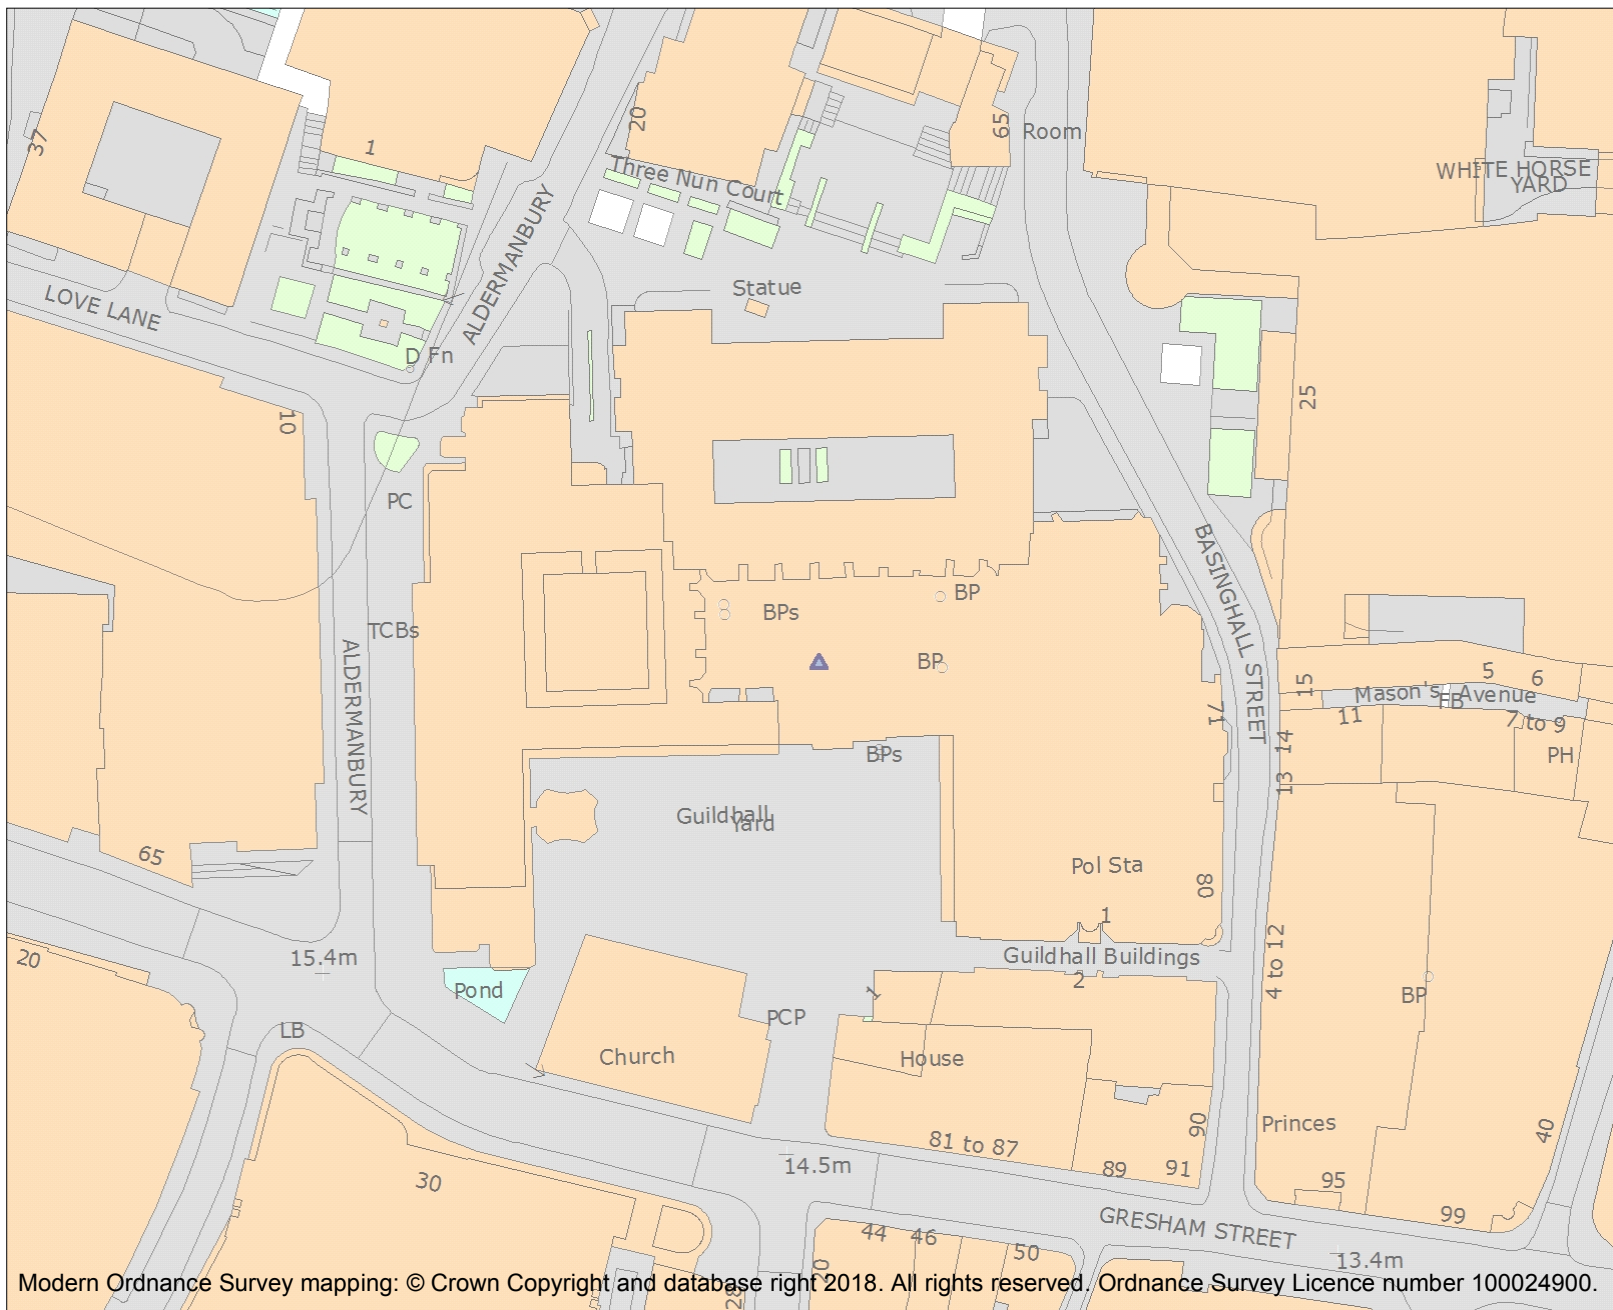 37
1
20
Three Nun Court
65
Room
WHITE HORSE
YARD
ALDERMANBURY
LOVE LANE
Statue
D Fn
10
25
PC
BASINGHALL STREET
BP
BPs
TCBs
BP
ALDERMANBURY
71
15
Mason's Avenue
FB
5
6
11
7 to 9
14
13
PH
BPs
Guildhall
Yard
65
Pol Sta
80
1
Guildhall Buildings
2
4 to 12
20
15.4m
Pond
1
BP
LB
PCP
Church
House
Princes
90
40
81 to 87
14.5m
89
91
30
95
99
GRESHAM STREET
44
46
50
13.4m
20
28
Modern Ordnance Survey mapping: © Crown Copyright and database right 2018. All rights reserved. Ordnance Survey Licence number 100024900.